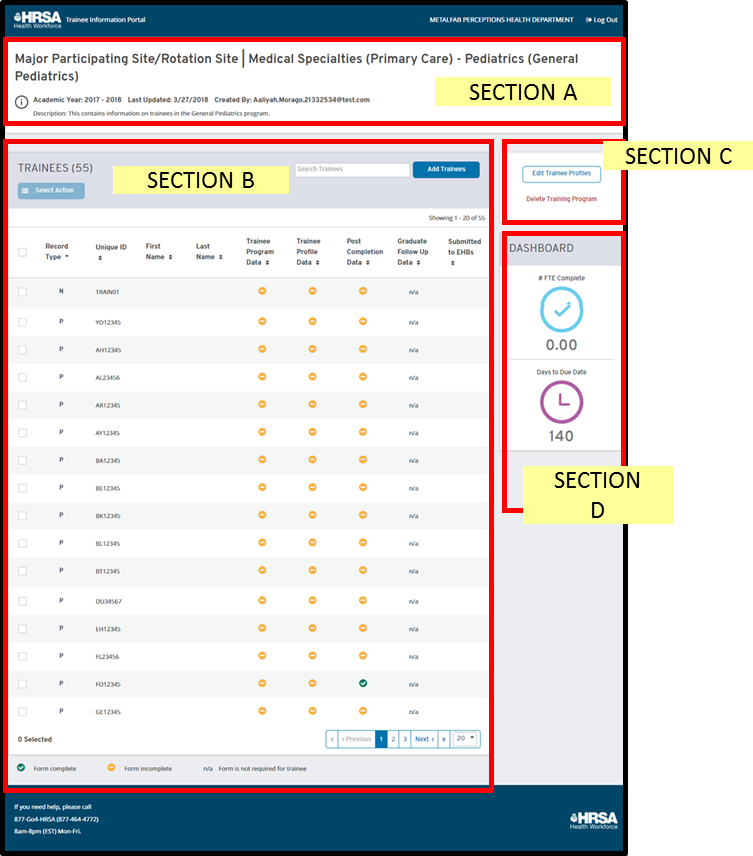 HRSA Trainee Information Portal
Health Workforce
METALFAB PERCEPTIONS HEALTH DEPARTMENT Log Out
Major Participating Site/Rotation Site | Medical Specialties (Primary Care) - Pediatrics (General
Pediatrics)
Academic Year: 2017 - 2018 Last Updated: 3/27/2018 Created By: Aaliyah.Morago.21332534@test.com
Description: This contains information on trainees in the General Pediatrics program.
SECTION A
TRAINEES (55)
Select Action
SECTION B
Search Trainees
Add Trainees
Showing 1 - 20 of 55
Record Type Unique ID First Name Last Name Trainee Program Data Trainee Profile Data Post Completion Data Graduate Follow Up Data Submitted to EHBs
N TRAIN01 n/a
P YO12345 n/a
P AH12345 n/a
P AL23456 n/a
P AR12345 n/a
P AY12345 n/a
P BA12345 n/a
P BE12345 n/a
P BK12345 n/a
P BL12345 n/a
P BT12345 n/a
P DU34567 n/a
P EH12345 n/a
P FL23456 n/a
P FO12345 n/a
P GE12345 n/a
0 Selected
« ‹ Previous 1 2 3 Next › » 20
Form complete Form incomplete n/a Form is not required for trainee
SECTION C
Edit Trainee Profiles
Delete Training Program
DASHBOARD
# FTE Complete
0.00
Days to Due Date
140
SECTION
D
If you need help, please call
877-Go4-HRSA (877-464-4772)
8am-8pm (EST) Mon-Fri.
HRSA
Health Workforce